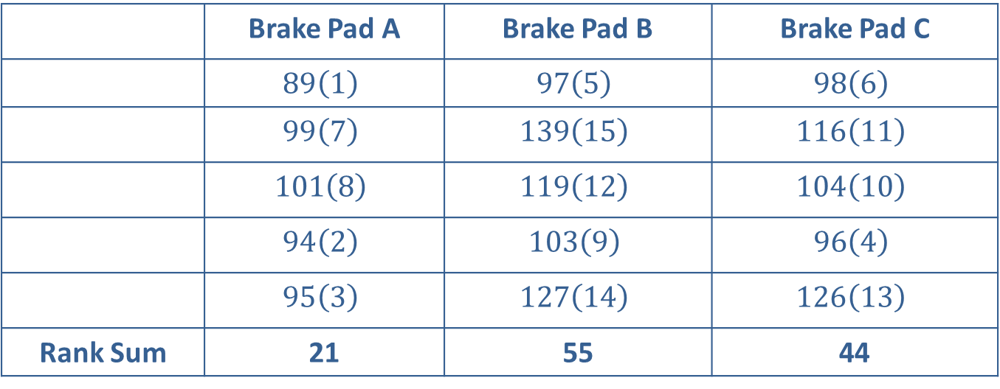 Brake Pad A Brake Pad B Brake Pad C
89(1) 97(5) 98(6)
99(7) 139(15) 116(11)
101(8) 119(12) 104(10)
94(2) 103(9) 96(4)
95(3) 127(14) 126(13)
Rank Sum 21 55 44